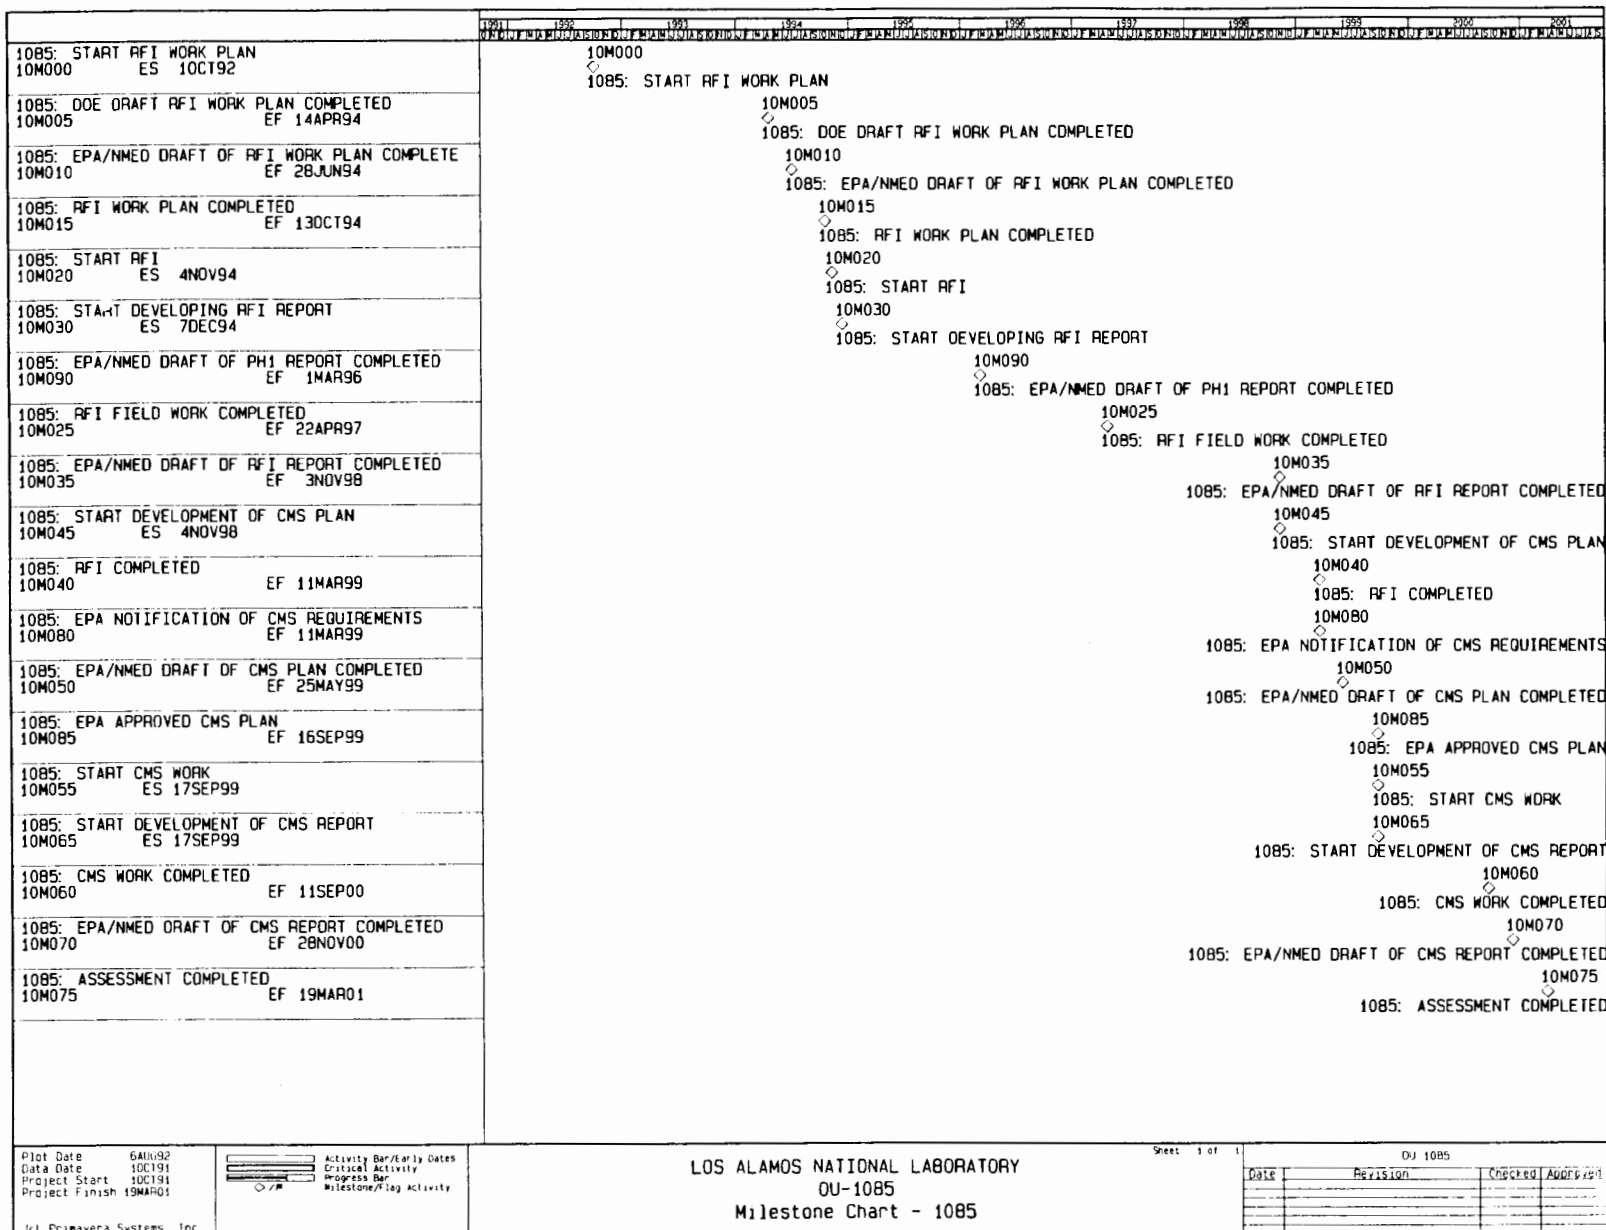 1991 1992 1993 1994 1995 1996 1997 1998 1999 2000 2001
1085: START RFI WORK PLAN
10M000 ES 1OCT92
10M000
1085: START RFI WORK PLAN
1085: DOE DRAFT RFI WORK PLAN COMPLETED
10M005 EF 14APR94
10M005
1085: DOE DRAFT RFI WORK PLAN COMPLETED
1085: EPA/NMED DRAFT OF RFI WORK PLAN COMPLETE
10M010 EF 28JUN94
10M010
1085: EPA/NMED DRAFT OF RFI WORK PLAN COMPLETED
1085: RFI WORK PLAN COMPLETED
10M015 EF 13OCT94
10M015
1085: RFI WORK PLAN COMPLETED
1085: START RFI
10M020 ES 4NOV94
10M020
1085: START RFI
1085: START DEVELOPING RFI REPORT
10M030 ES 7DEC94
10M030
1085: START DEVELOPING RFI REPORT
1085: EPA/NMED DRAFT OF PH1 REPORT COMPLETED
10M090 EF 1MAR96
10M090
1085: EPA/NMED DRAFT OF PH1 REPORT COMPLETED
1085: RFI FIELD WORK COMPLETED
10M025 EF 22APR97
10M025
1085: RFI FIELD WORK COMPLETED
1085: EPA/NMED DRAFT OF RFI REPORT COMPLETED
10M035 EF 3NOV98
10M035
1085: EPA/NMED DRAFT OF RFI REPORT COMPLETED
1085: START DEVELOPMENT OF CMS PLAN
10M045 ES 4NOV98
10M045
1085: START DEVELOPMENT OF CMS PLAN
1085: RFI COMPLETED
10M040 EF 11MAR99
10M040
1085: RFI COMPLETED
1085: EPA NOTIFICATION OF CMS REQUIREMENTS
10M080 EF 11MAR99
10M080
1085: EPA NOTIFICATION OF CMS REQUIREMENTS
1085: EPA/NMED DRAFT OF CMS PLAN COMPLETED
10M050 EF 25MAY99
10M050
1085: EPA/NMED DRAFT OF CMS PLAN COMPLETED
1085: EPA APPROVED CMS PLAN
10M085 EF 16SEP99
10M085
1085: EPA APPROVED CMS PLAN
1085: START CMS WORK
10M055 ES 17SEP99
10M055
1085: START CMS WORK
1085: START DEVELOPMENT OF CMS REPORT
10M065 ES 17SEP99
10M065
1085: START DEVELOPMENT OF CMS REPORT
1085: CMS WORK COMPLETED
10M060 EF 11SEP00
10M060
1085: CMS WORK COMPLETED
1085: EPA/NMED DRAFT OF CMS REPORT COMPLETED
10M070 EF 28NOV00
10M070
1085: EPA/NMED DRAFT OF CMS REPORT COMPLETED
1085: ASSESSMENT COMPLETED
10M075 EF 19MAR01
10M075
1085: ASSESSMENT COMPLETED
Plot Date 6AUG92
Data Date 1OCT91
Project Start 1OCT91
Project Finish 19MAR01
Primavera Systems, Inc
Activity Bar/Early Dates
Critical Activity
Progress Bar
Milestone/Flag Activity
LOS ALAMOS NATIONAL LABORATORY
OU-1085
Milestone Chart - 1085
Sheet 1 of 1
OU 1085
Date Revision Checked Approved